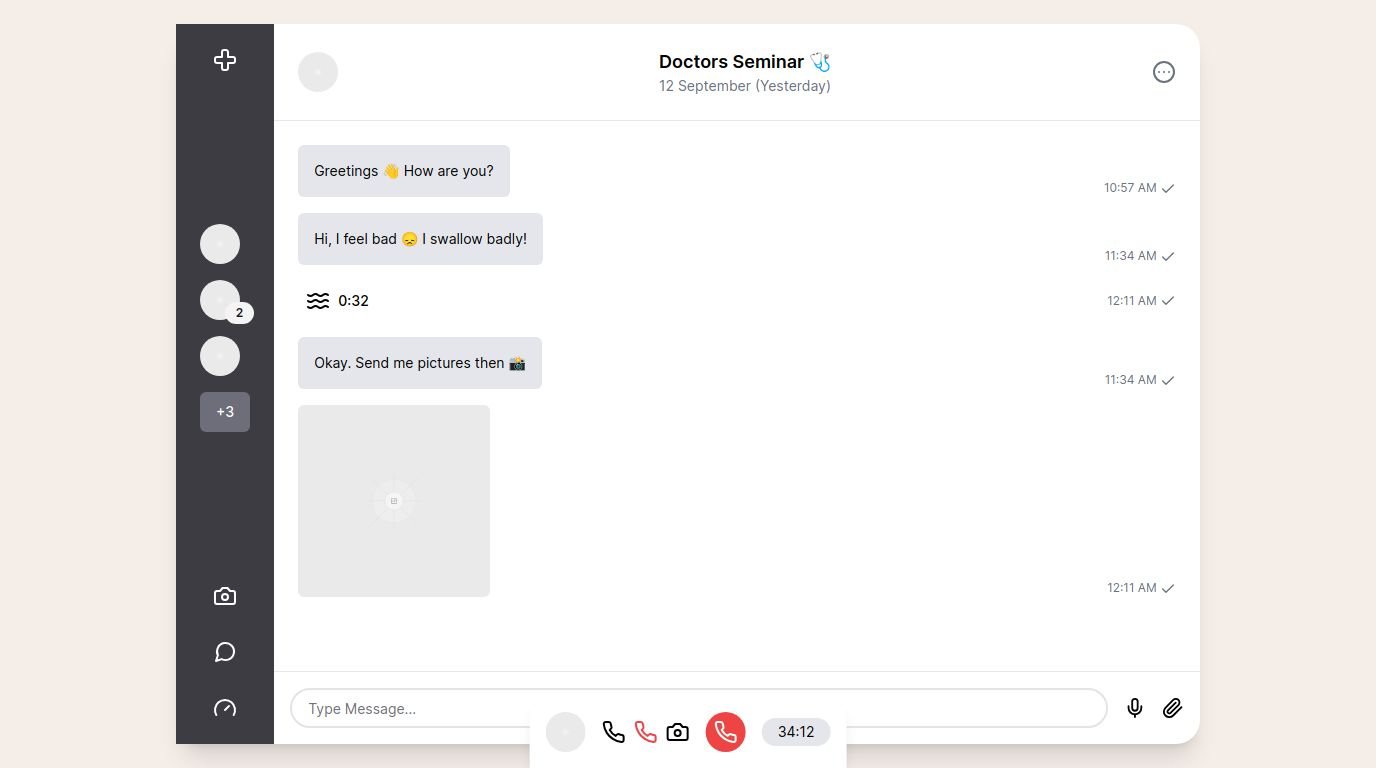 Doctors Seminar 🩺
12 September (Yesterday)
Greetings 👋 How are you?
10:57 AM
Hi, I feel bad 😞 I swallow badly!
11:34 AM
2
0:32
12:11 AM
Okay. Send me pictures then 📸
11:34 AM
+3
12:11 AM
Type Message...
34:12